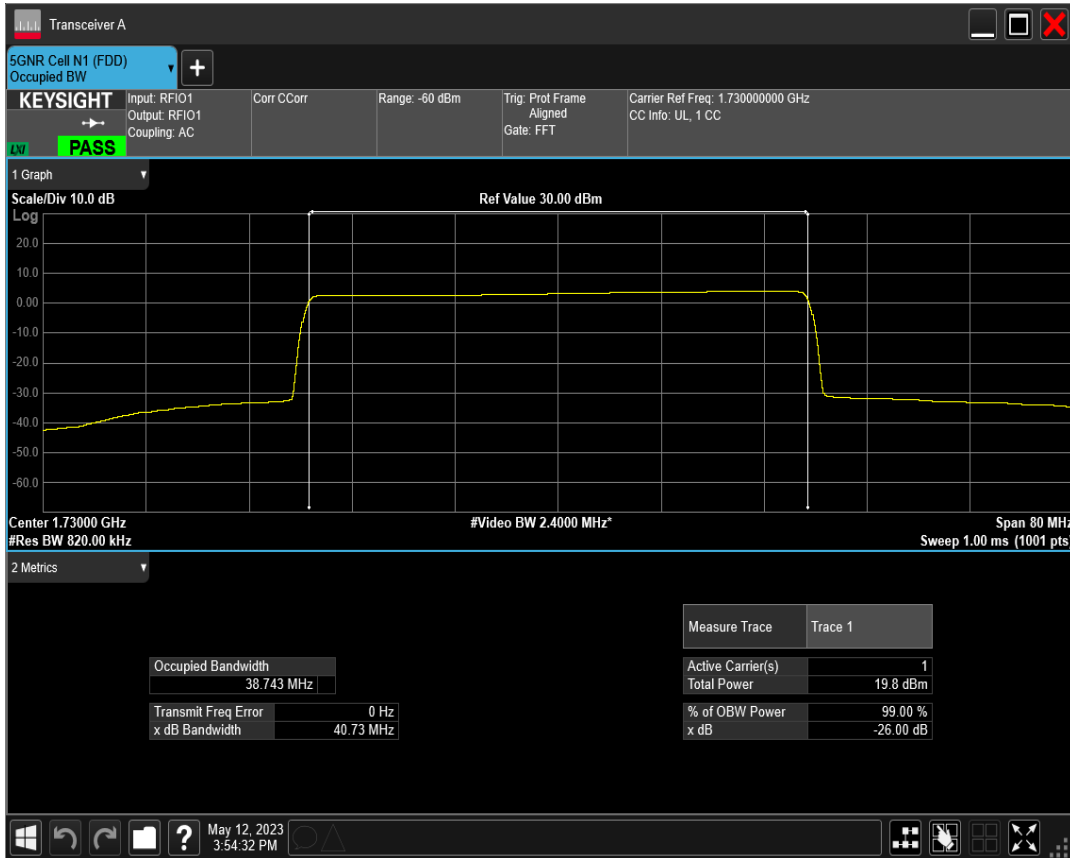 Transceiver A
5GNR Cell N1 (FDD)
Occupied BW
+
KEYSIGHT
LXI
PASS
Input: RFIO1
Output: RFIO1
Coupling: AC
Corr CCorr
Range: -60 dBm
Trig: Prot Frame
Aligned
Gate: FFT
Carrier Ref Freq: 1.730000000 GHz
CC Info: UL, 1 CC
1 Graph
Scale/Div 10.0 dB
Ref Value 30.00 dBm
Log
20.0
10.0
0.00
-10.0
-20.0
-30.0
-40.0
-50.0
-60.0
Center 1.73000 GHz
#Video BW 2.4000 MHz*
Span 80 MHz
#Res BW 820.00 kHz
Sweep 1.00 ms (1001 pts)
2 Metrics
Measure Trace Trace 1
Occupied Bandwidth
38.743 MHz
Active Carrier(s) 1
Total Power 19.8 dBm
Transmit Freq Error 0 Hz
x dB Bandwidth 40.73 MHz
% of OBW Power 99.00 %
x dB -26.00 dB
?
May 12, 2023
3:54:32 PM